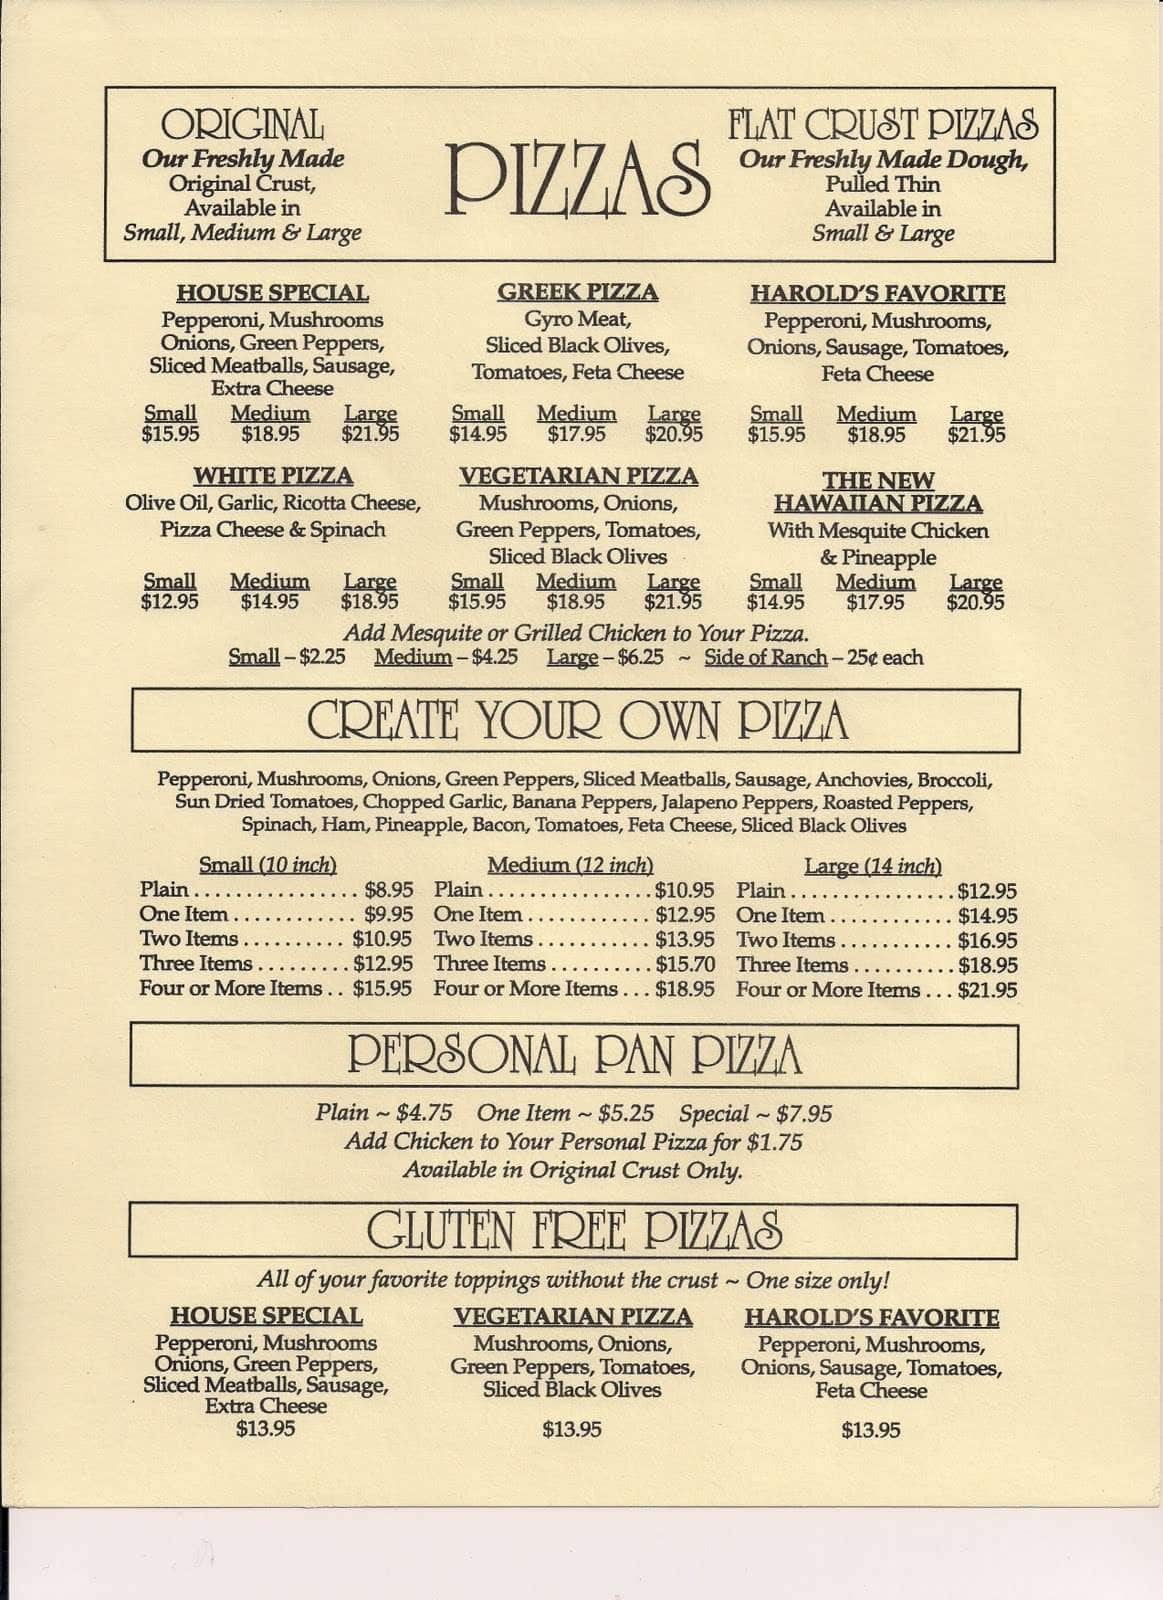 ORIGINAL
Our Freshly Made
Original Crust,
Available in
Small, Medium & Large
PIZZAS
FLAT CRUST PIZZAS
Our Freshly Made Dough,
Pulled Thin
Available in
Small & Large
HOUSE SPECIAL
Pepperoni, Mushrooms
Onions, Green Peppers,
Sliced Meatballs, Sausage,
Extra Cheese
Small Medium Large
$15.95 $18.95 $21.95
GREEK PIZZA
Gyro Meat,
Sliced Black Olives,
Tomatoes, Feta Cheese
Small Medium Large
$14.95 $17.95 $20.95
HAROLD'S FAVORITE
Pepperoni, Mushrooms,
Onions, Sausage, Tomatoes,
Feta Cheese
Small Medium Large
$15.95 $18.95 $21.95
WHITE PIZZA
Olive Oil, Garlic, Ricotta Cheese,
Pizza Cheese & Spinach
Small Medium Large
$12.95 $14.95 $18.95
VEGETARIAN PIZZA
Mushrooms, Onions,
Green Peppers, Tomatoes,
Sliced Black Olives
Small Medium Large
$15.95 $18.95 $21.95
THE NEW
HAWAIIAN PIZZA
With Mesquite Chicken
& Pineapple
Small Medium Large
$14.95 $17.95 $20.95
Add Mesquite or Grilled Chicken to Your Pizza.
Small – $2.25 Medium – $4.25 Large – $6.25 ~ Side of Ranch – 25¢ each
CREATE YOUR OWN PIZZA
Pepperoni, Mushrooms, Onions, Green Peppers, Sliced Meatballs, Sausage, Anchovies, Broccoli,
Sun Dried Tomatoes, Chopped Garlic, Banana Peppers, Jalapeno Peppers, Roasted Peppers,
Spinach, Ham, Pineapple, Bacon, Tomatoes, Feta Cheese, Sliced Black Olives
Small (10 inch)
Plain . . . . . . . . . . . . . . . $8.95
One Item . . . . . . . . . . . . $9.95
Two Items . . . . . . . . . . $10.95
Three Items . . . . . . . . . $12.95
Four or More Items . . $15.95
Medium (12 inch)
Plain . . . . . . . . . . . . . . . $10.95
One Item . . . . . . . . . . . $12.95
Two Items . . . . . . . . . . . $13.95
Three Items . . . . . . . . . . $15.70
Four or More Items . . . $18.95
Large (14 inch)
Plain . . . . . . . . . . . . . . . $12.95
One Item . . . . . . . . . . . $14.95
Two Items . . . . . . . . . . . $16.95
Three Items . . . . . . . . . . $18.95
Four or More Items . . . $21.95
PERSONAL PAN PIZZA
Plain ~ $4.75 One Item ~ $5.25 Special ~ $7.95
Add Chicken to Your Personal Pizza for $1.75
Available in Original Crust Only.
GLUTEN FREE PIZZAS
All of your favorite toppings without the crust ~ One size only!
HOUSE SPECIAL
Pepperoni, Mushrooms
Onions, Green Peppers,
Sliced Meatballs, Sausage,
Extra Cheese
$13.95
VEGETARIAN PIZZA
Mushrooms, Onions,
Green Peppers, Tomatoes,
Sliced Black Olives
$13.95
HAROLD'S FAVORITE
Pepperoni, Mushrooms,
Onions, Sausage, Tomatoes,
Feta Cheese
$13.95